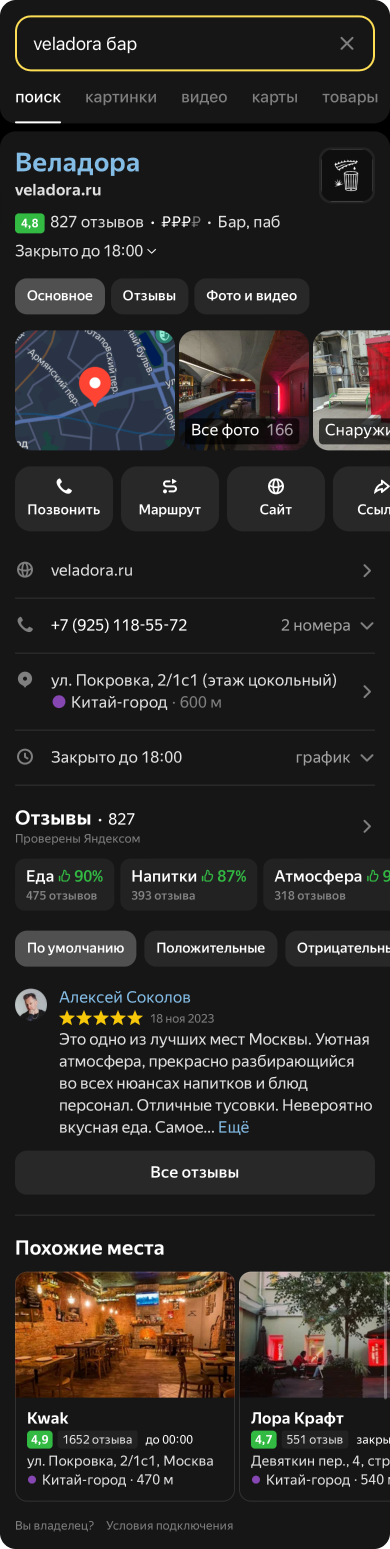 veladora бар
поиск картинки видео карты товары
Веладора
veladora.ru
4,8 827 отзывов · ₽₽₽₽ · Бар, паб
Закрыто до 18:00
Основное Отзывы Фото и видео
Армянский пер.
Все фото 166 Снаружи
Позвонить Маршрут Сайт Ссыл
veladora.ru
+7 (925) 118-55-72 2 номера
ул. Покровка, 2/1с1 (этаж цокольный)
Китай-город · 600 м
Закрыто до 18:00 график
Отзывы · 827
Проверены Яндексом
Еда 90% Напитки 87% Атмосфера 9
475 отзывов 393 отзыва 318 отзывов
По умолчанию Положительные Отрицательны
Алексей Соколов
18 ноя 2023
Это одно из лучших мест Москвы. Уютная
атмосфера, прекрасно разбирающийся
во всех нюансах напитков и блюд
персонал. Отличные тусовки. Невероятно
вкусная еда. Самое... Ещё
Все отзывы
Похожие места
Kwak Лора Крафт
4,9 1652 отзыва до 00:00 4,7 551 отзыв закры
ул. Покровка, 2/1с1, Москва Девяткин пер., 4, стр
Китай-город · 470 м Китай-город · 540
Вы владелец? Условия подключения